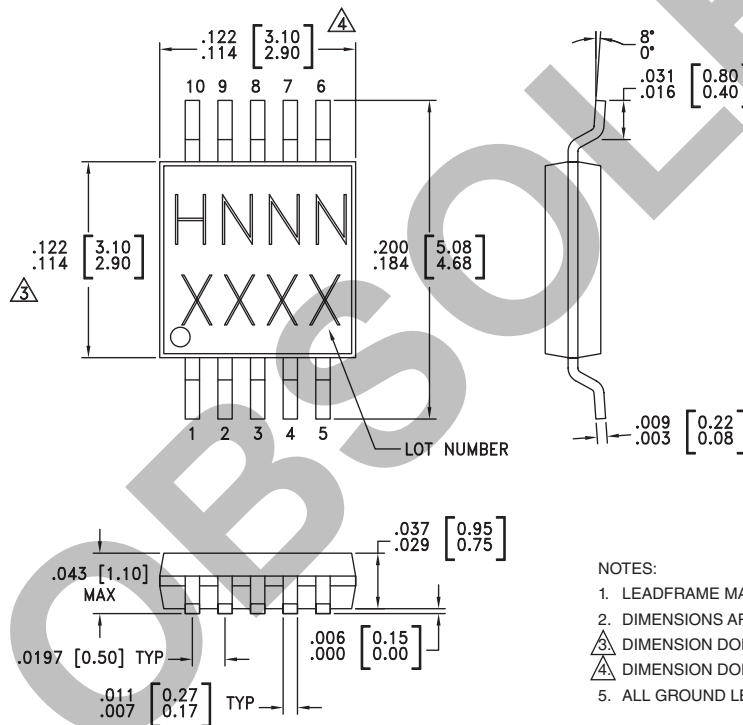 .122 [3.10]
.114 [2.90]
4
10 9 8 7 6
8°
0°
.031 [0.80]
.016 [0.40]
HNNN
XXXX
.122 [3.10]
.114 [2.90]
3
.200 [5.08]
.184 [4.68]
1 2 3 4 5
LOT NUMBER
.009 [0.22]
.003 [0.08]
.043 [1.10]
MAX
.037 [0.95]
.029 [0.75]
.0197 [0.50] TYP
.006 [0.15]
.000 [0.00]
.011 [0.27]
.007 [0.17]
TYP
NOTES:
1. LEADFRAME MA
2. DIMENSIONS AR
3. DIMENSION DO
4. DIMENSION DO
5. ALL GROUND LE
OBSOL